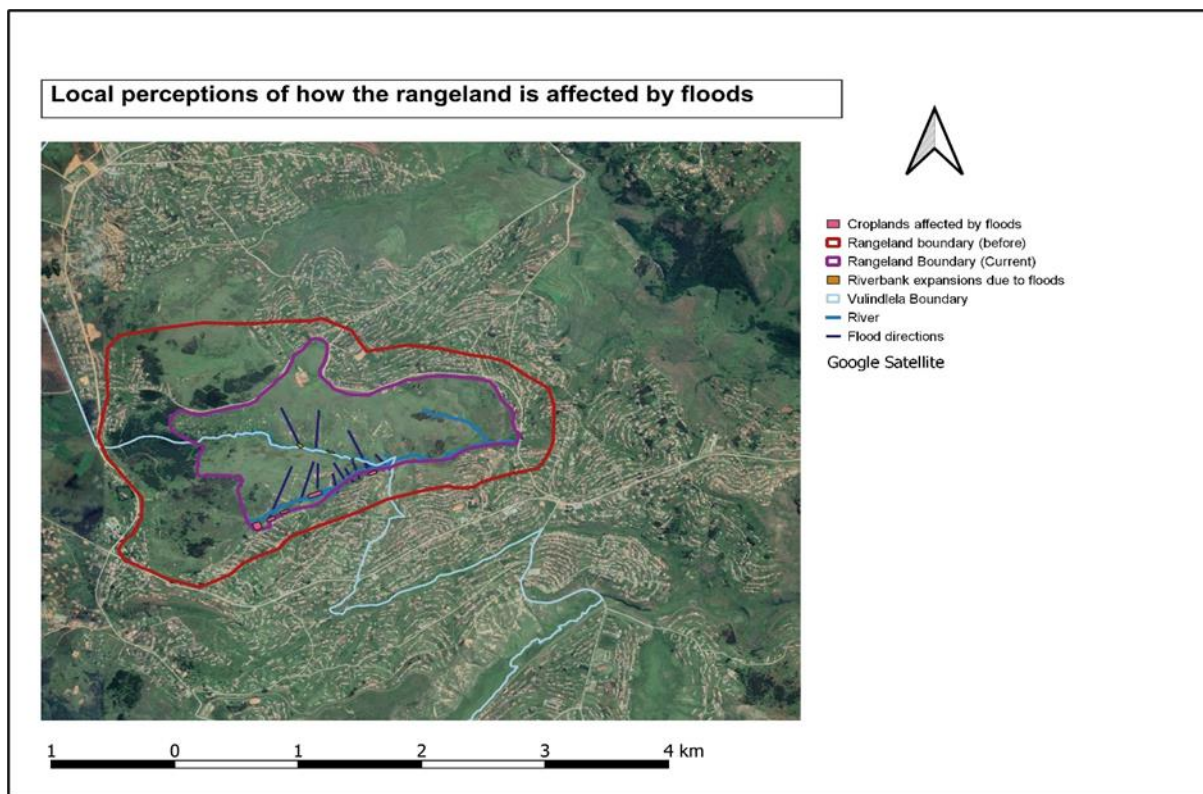 Local perceptions of how the rangeland is affected by floods
Croplands affected by floods
Rangeland boundary (before)
Rangeland Boundary (Current)
Riverbank expansions due to floods
Vulindlela Boundary
River
Flood directions
Google Satellite
1 0 1 2 3 4 km